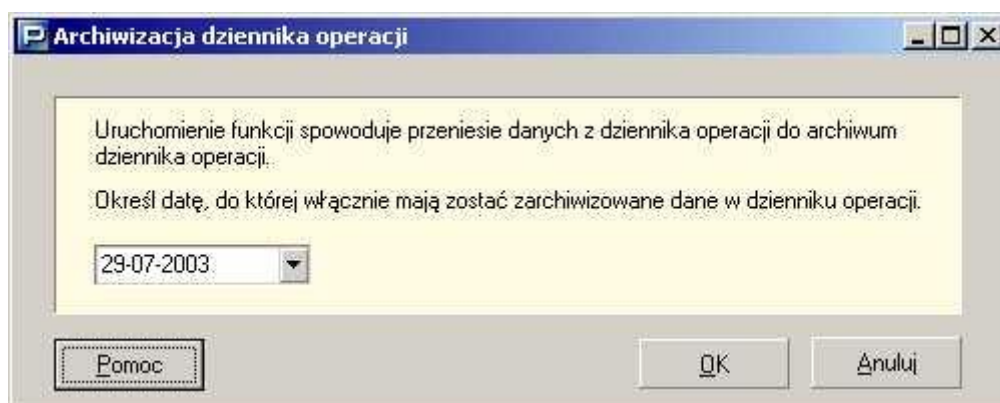 Archiwizacja dziennika operacji
Uruchomienie funkcji spowoduje przeniesie danych z dziennika operacji do archiwum
dziennika operacji.
Określ datę, do której włącznie mają zostać zarchiwizowane dane w dzienniku operacji.
29-07-2003
Pomoc
OK
Anuluj